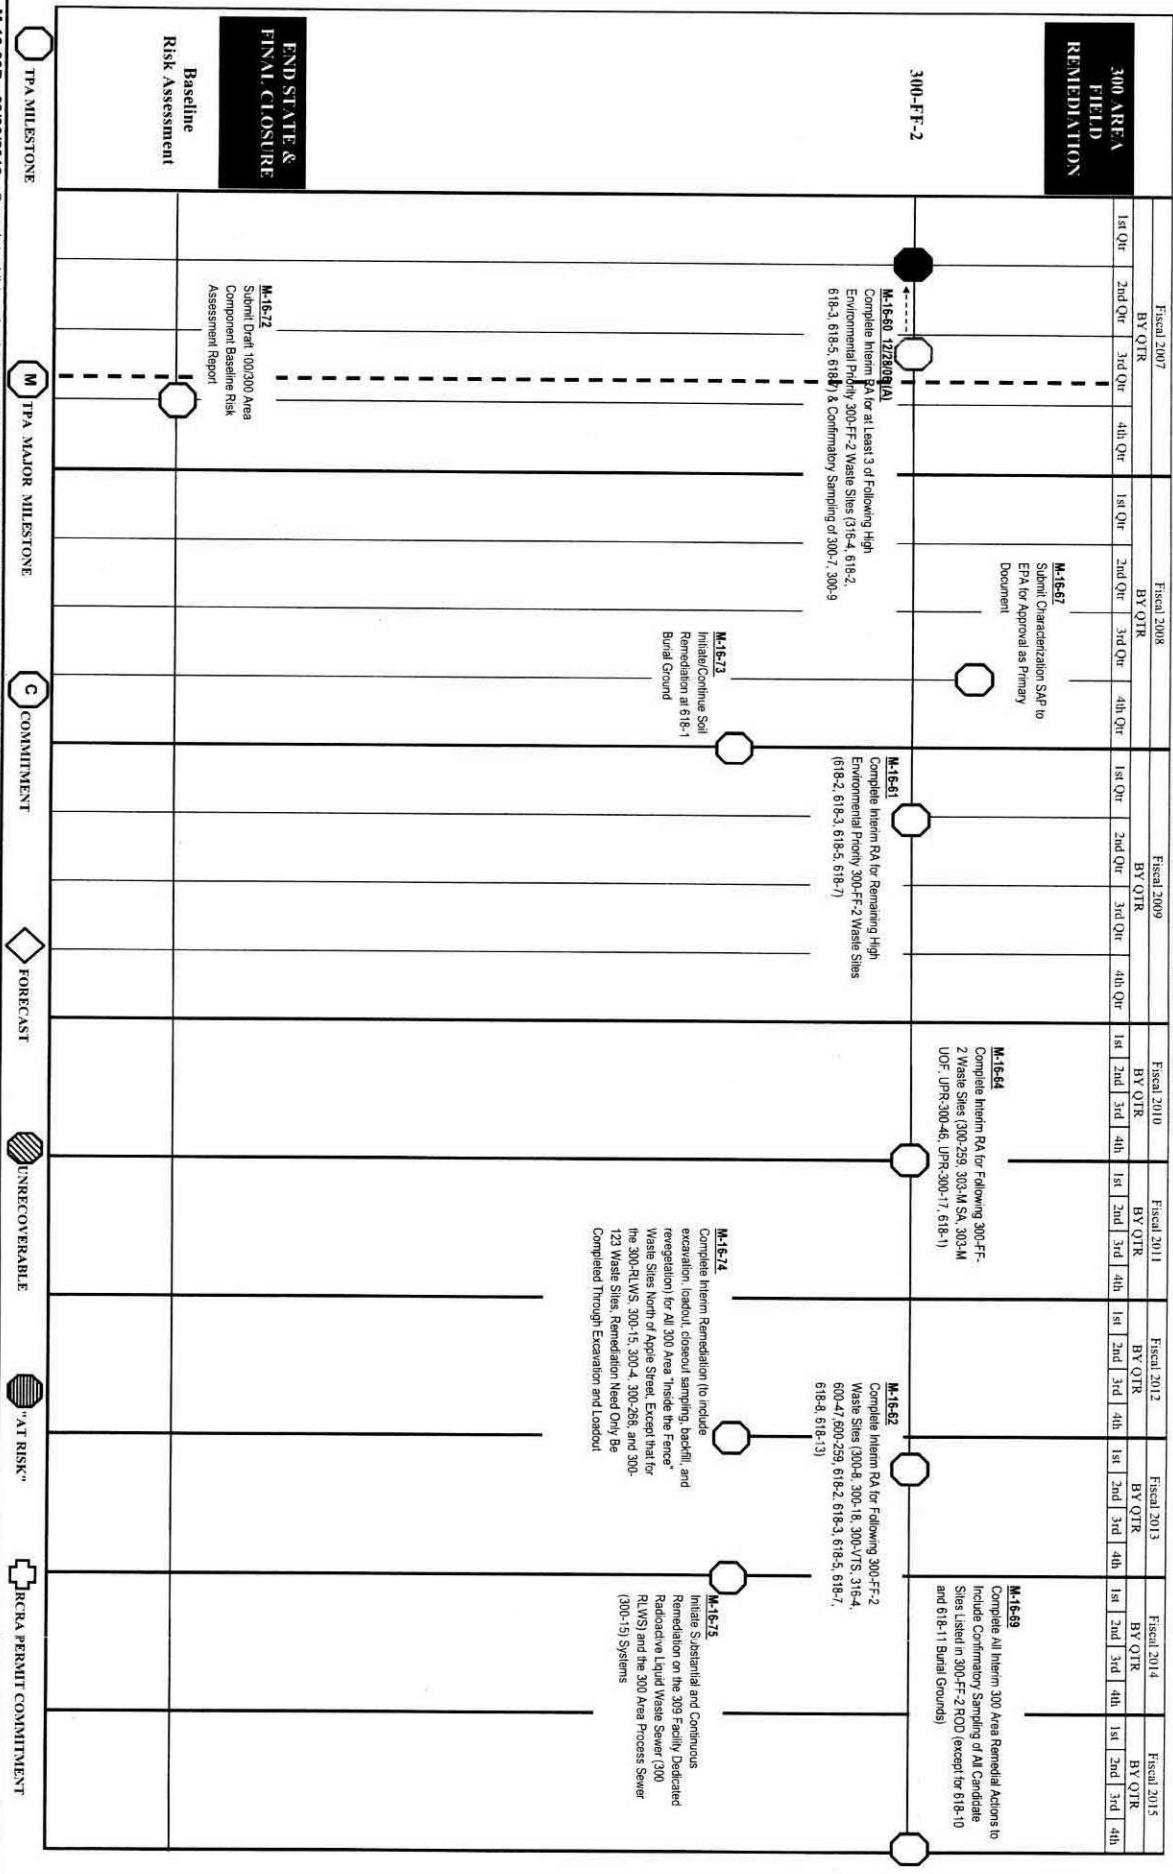 300 AREA
FIELD
REMEDIATION
Fiscal 2007
BY QTR
1st Qtr
2nd Qtr
3rd Qtr
4th Qtr
Fiscal 2008
BY QTR
1st Qtr
2nd Qtr
3rd Qtr
4th Qtr
Fiscal 2009
BY QTR
1st Qtr
2nd Qtr
3rd Qtr
4th Qtr
Fiscal 2010
BY QTR
1st
2nd
3rd
4th
Fiscal 2011
BY QTR
1st
2nd
3rd
4th
Fiscal 2012
BY QTR
1st
2nd
3rd
4th
Fiscal 2013
BY QTR
1st
2nd
3rd
4th
Fiscal 2014
BY QTR
1st
2nd
3rd
4th
Fiscal 2015
BY QTR
1st
2nd
3rd
4th
M-16-67
Submit Characterization SAP to
EPA for Approval as Primary
Document
M-16-64
Complete Interim RA for Following 300-FF-
2 Waste Sites (300-259, 303-M SA, 303-M
UOF, UPR-300-46, UPR-300-17, 618-1)
M-16-69
Complete All Interim 300 Area Remedial Actions to
Include Confirmatory Sampling of All Candidate
Sites Listed in 300-FF-2 ROD (except for 618-10
and 618-11 Burial Grounds)
300-FF-2
M-16-60 12/28/06(A)
Complete Interim RA for at Least 3 of Following High
Environmental Priority 300-FF-2 Waste Sites (316-4, 618-2,
618-3, 618-5, 618-7) & Confirmatory Sampling of 300-7, 300-9
M-16-61
Complete Interim RA for Remaining High
Environmental Priority 300-FF-2 Waste Sites
(618-2, 618-3, 618-5, 618-7)
M-16-62
Complete Interim RA for Following 300-FF-2
Waste Sites (300-8, 300-18, 300-VTS, 316-4,
600-47,600-259, 618-2, 618-3, 618-5, 618-7,
618-8, 618-13)
M-16-73
Initiate/Continue Soil
Remediation at 618-1
Burial Ground
M-16-74
Complete Interim Remediation (to include
excavation, loadout, closeout sampling, backfill, and
revegetation) for All 300 Area "Inside the Fence"
Waste Sites North of Apple Street, Except that for
the 300-RLWS, 300-15, 300-4, 300-268, and 300-
123 Waste Sites, Remediation Need Only Be
Completed Through Excavation and Loadout
M-16-75
Initiate Substantial and Continuous
Remediation on the 309 Facility Dedicated
Radioactive Liquid Waste Sewer (300
RLWS) and the 300 Area Process Sewer
(300-15) Systems
END STATE &
FINAL CLOSURE
M-16-72
Submit Draft 100/300 Area
Component Baseline Risk
Assessment Report
Baseline
Risk Assessment
TPA MILESTONE
M TPA MAJOR MILESTONE
C COMMITMENT
FORECAST
UNRECOVERABLE
"AT RISK"
RCRA PERMIT COMMITMENT